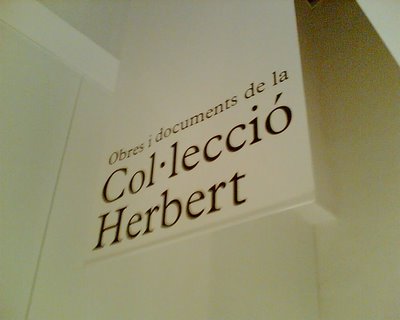 Obres i documents de la
Col·lecció
Herbert